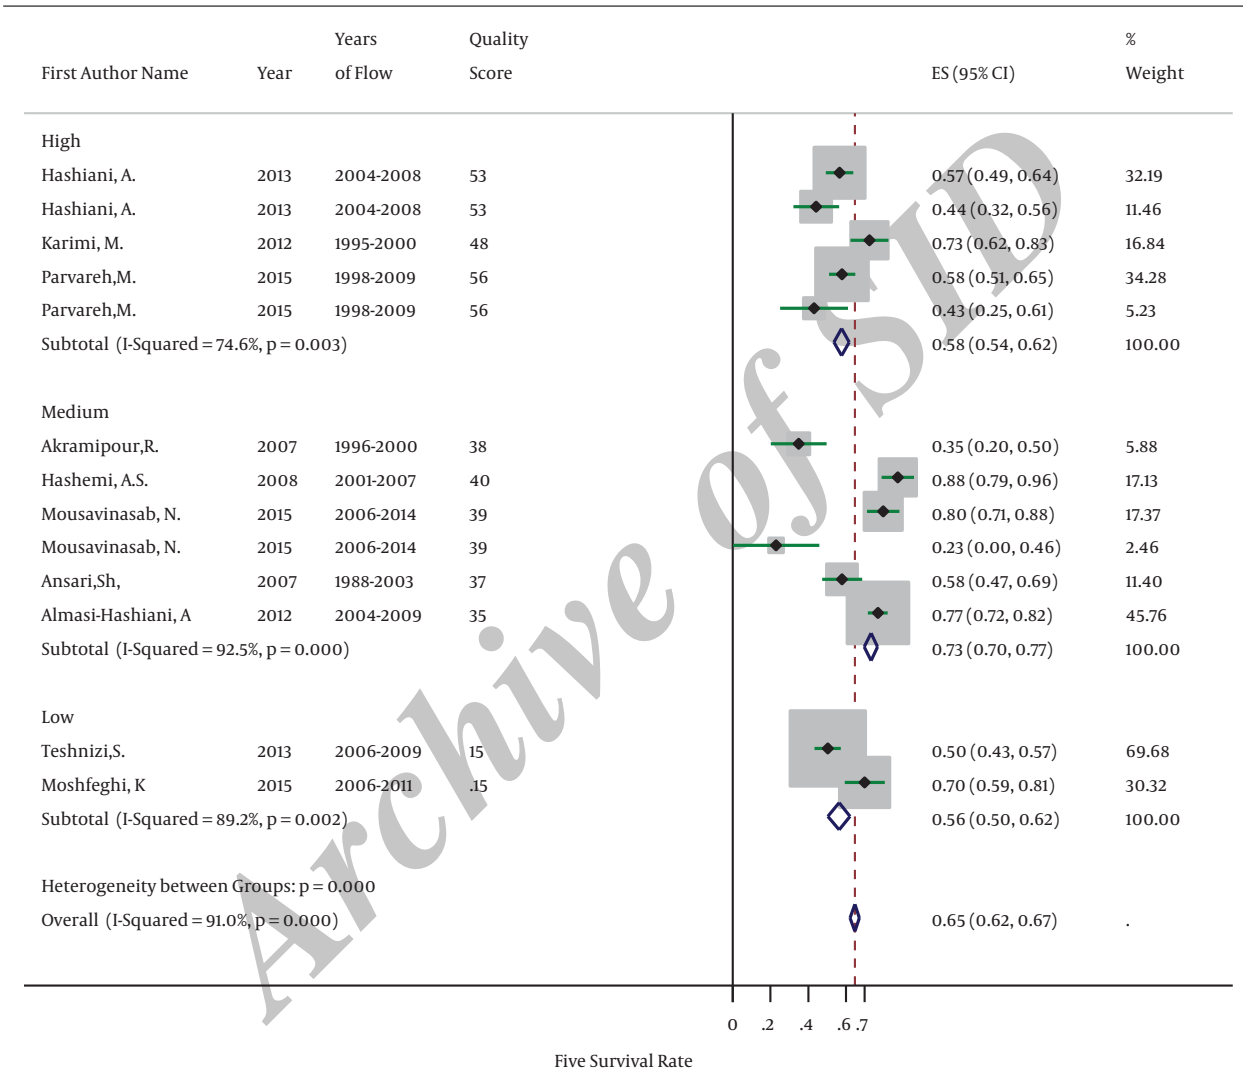 Years Quality %
First Author Name Year of Flow Score ES (95% CI) Weight
High
Hashiani, A. 2013 2004-2008 53 0.57 (0.49, 0.64) 32.19
Hashiani, A. 2013 2004-2008 53 0.44 (0.32, 0.56) 11.46
Karimi, M. 2012 1995-2000 48 0.73 (0.62, 0.83) 16.84
Parvareh,M. 2015 1998-2009 56 0.58 (0.51, 0.65) 34.28
Parvareh,M. 2015 1998-2009 56 0.43 (0.25, 0.61) 5.23
Subtotal (I-Squared = 74.6%, p = 0.003) 0.58 (0.54, 0.62) 100.00
Medium
Akramipour,R. 2007 1996-2000 38 0.35 (0.20, 0.50) 5.88
Hashemi, A.S. 2008 2001-2007 40 0.88 (0.79, 0.96) 17.13
Mousavinasab, N. 2015 2006-2014 39 0.80 (0.71, 0.88) 17.37
Mousavinasab, N. 2015 2006-2014 39 0.23 (0.00, 0.46) 2.46
Ansari,Sh, 2007 1988-2003 37 0.58 (0.47, 0.69) 11.40
Almasi-Hashiani, A 2012 2004-2009 35 0.77 (0.72, 0.82) 45.76
Subtotal (I-Squared = 92.5%, p = 0.000) 0.73 (0.70, 0.77) 100.00
Low
Teshnizi,S. 2013 2006-2009 15 0.50 (0.43, 0.57) 69.68
Moshfeghi, K 2015 2006-2011 .15 0.70 (0.59, 0.81) 30.32
Subtotal (I-Squared = 89.2%, p = 0.002) 0.56 (0.50, 0.62) 100.00
Heterogeneity between Groups: p = 0.000
Overall (I-Squared = 91.0%, p = 0.000) 0.65 (0.62, 0.67) .
0 .2 .4 .6 .7
Five Survival Rate
Archive of SID